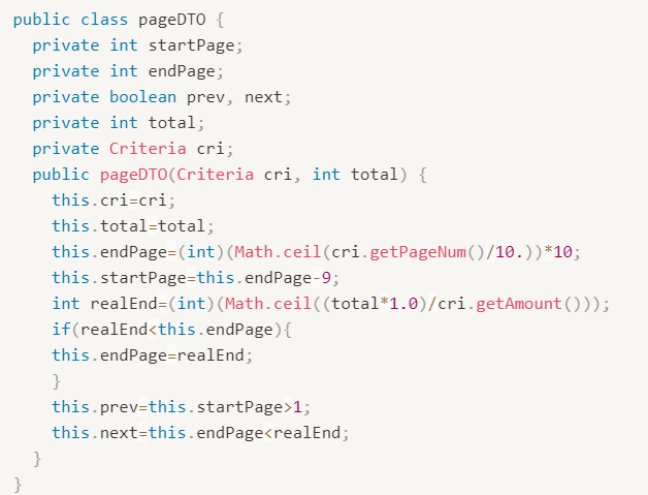 public class pageDTO {
  private int startPage;
  private int endPage;
  private boolean prev, next;
  private int total;
  private Criteria cri;
  public pageDTO(Criteria cri, int total) {
    this.cri=cri;
    this.total=total;
    this.endPage=(int)(Math.ceil(cri.getPageNum()/10.))*10;
    this.startPage=this.endPage-9;
    int realEnd=(int)(Math.ceil((total*1.0)/cri.getAmount()));
    if(realEnd<this.endPage){
    this.endPage=realEnd;
    }
    this.prev=this.startPage>1;
    this.next=this.endPage<realEnd;
  }
}